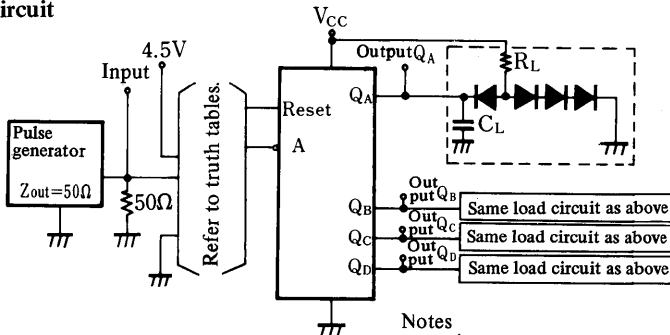 ircuit
VCC
4.5V
Output QA
Input
RL
QA
Reset
CL
A
Pulse
generator
Zout=50Ω
50Ω
Refer to truth tables.
QB
Out
put QB
Same load circuit as above
QC
Out
put QC
Same load circuit as above
QD
Out
put QD
Same load circuit as above
Notes